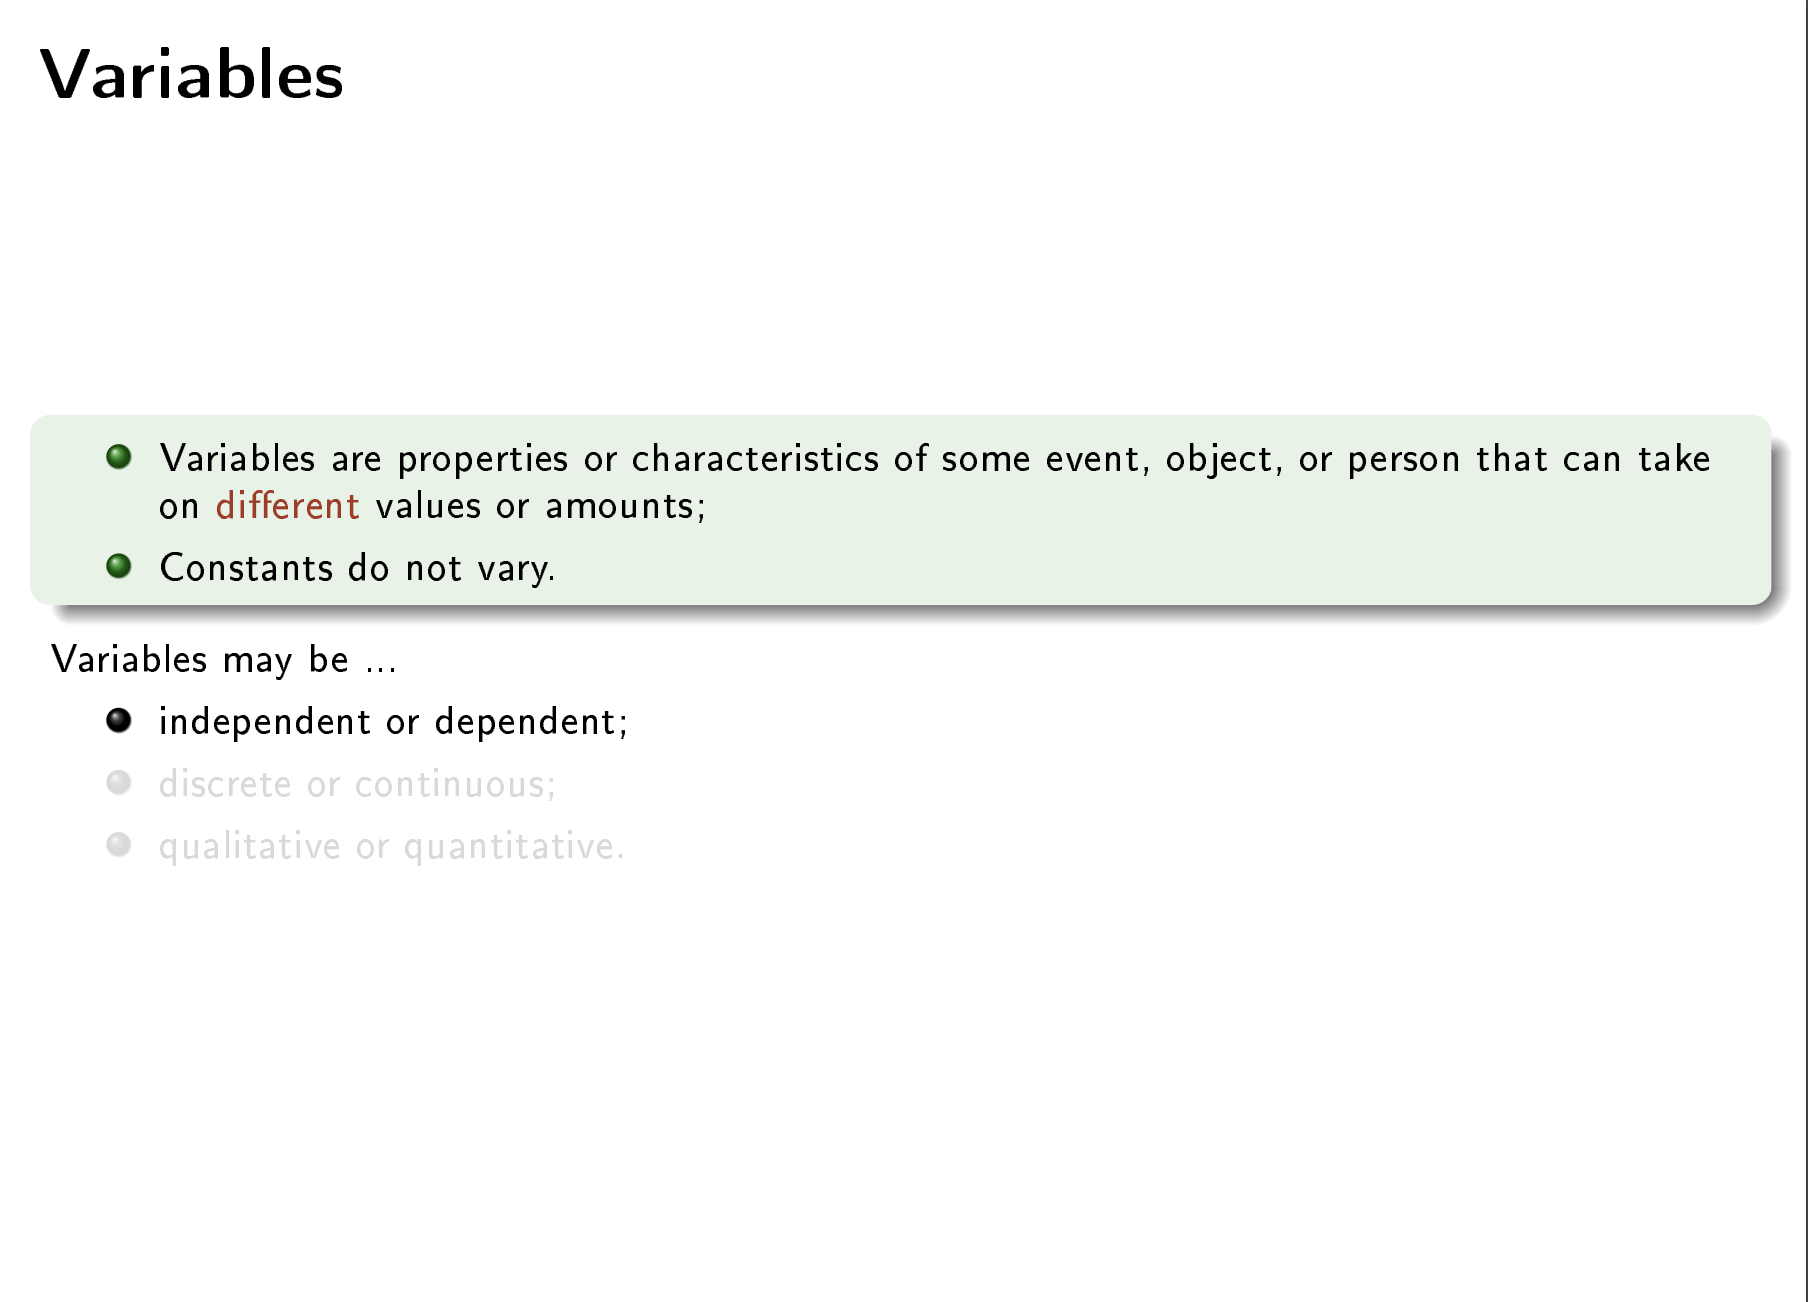 Variables
Variables are properties or characteristics of some event, object, or person that can take
on different values or amounts;
Constants do not vary.
Variables may be ...
independent or dependent;
discrete or continuous;
qualitative or quantitative.